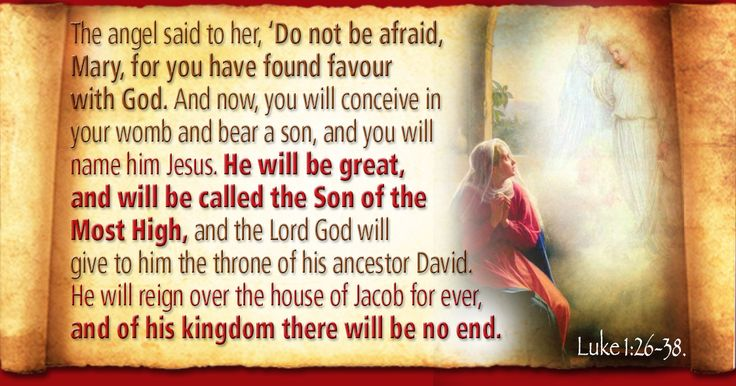 The angel said to her, ‘Do not be afraid,
Mary, for you have found favour
with God. And now, you will conceive in
your womb and bear a son, and you will
name him Jesus. He will be great,
and will be called the Son of the
Most High, and the Lord God will
give to him the throne of his ancestor David.
He will reign over the house of Jacob for ever,
and of his kingdom there will be no end.
Luke 1:26-38.